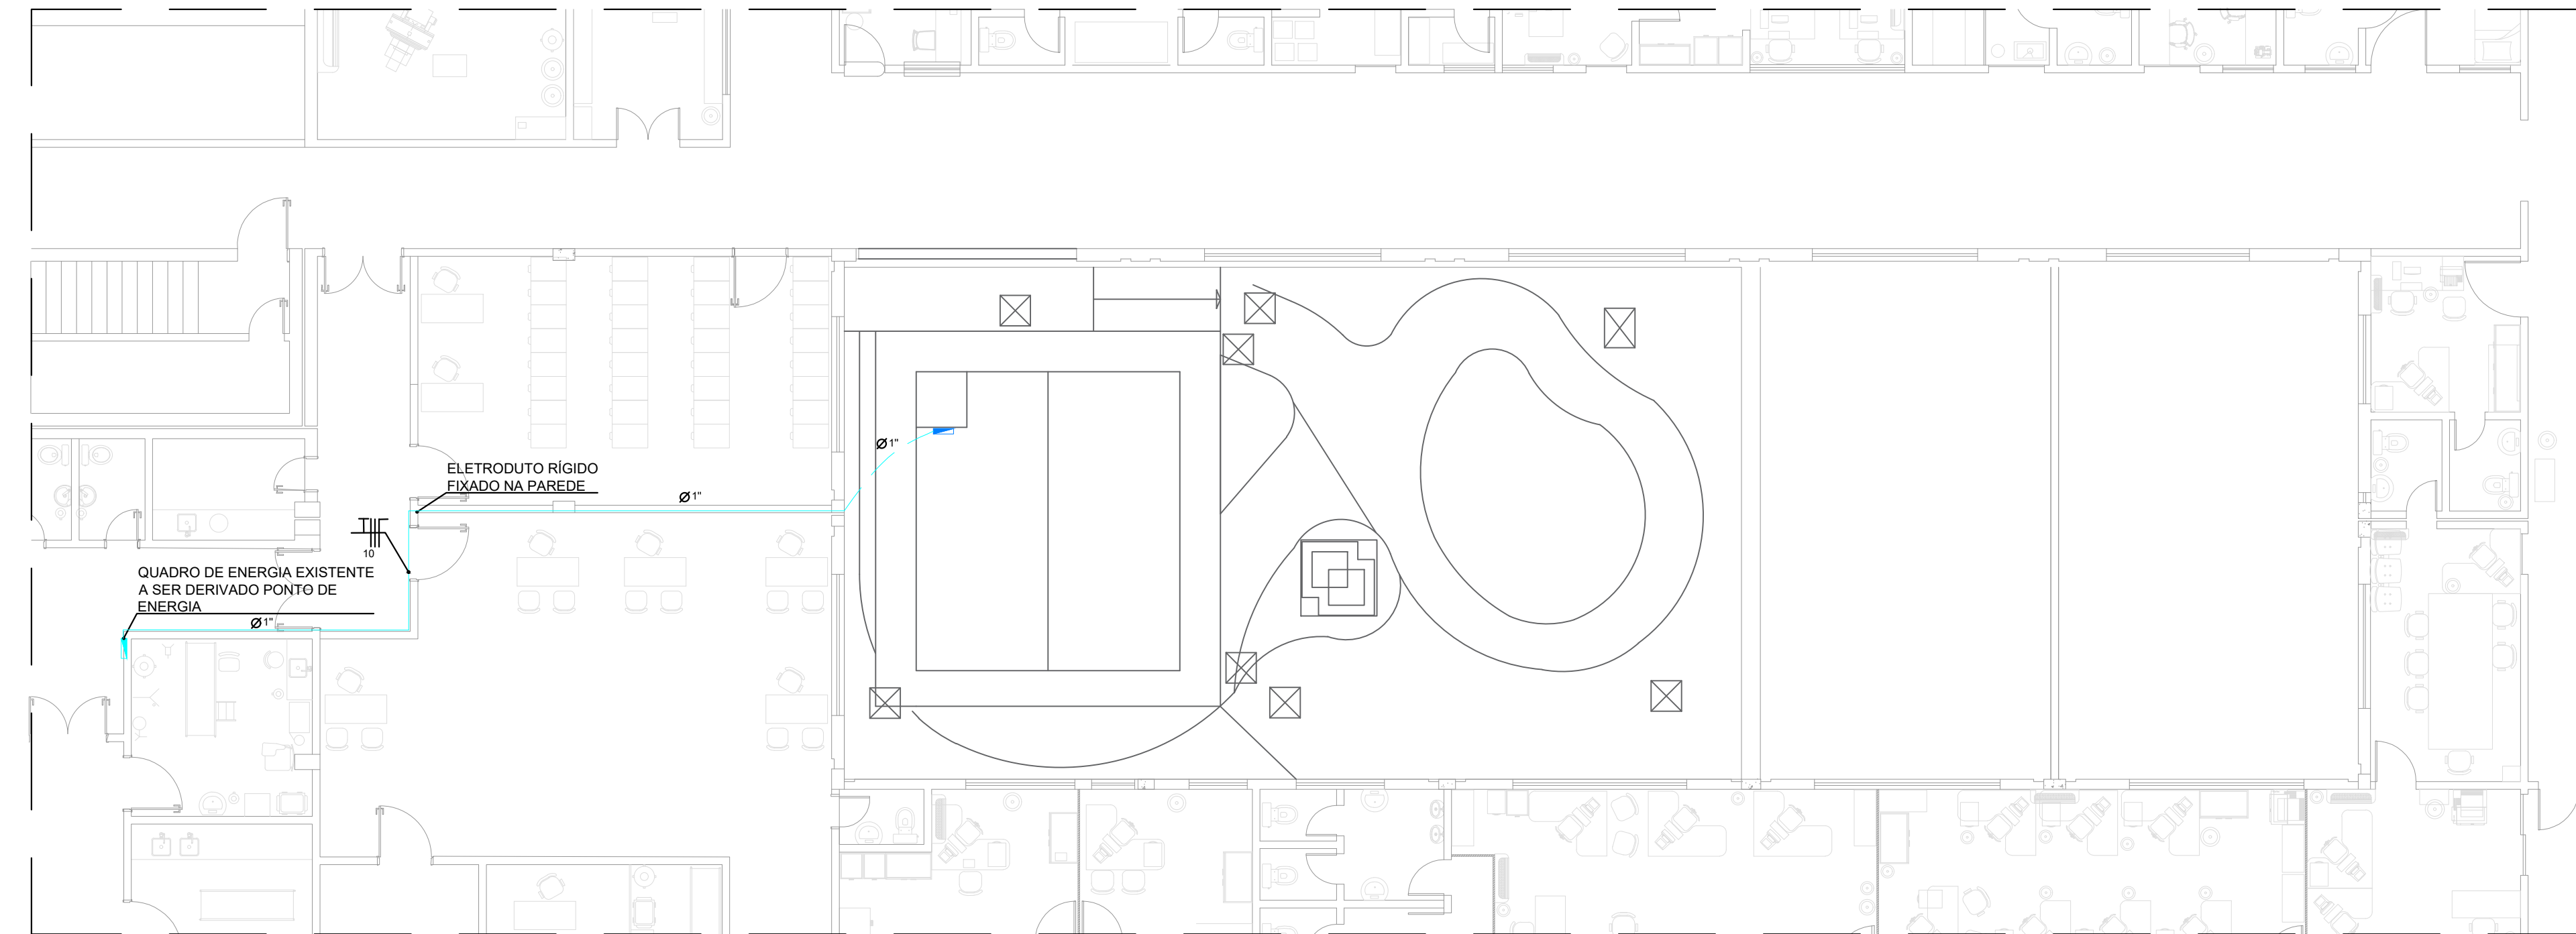 Ø1"
ELETRODUTO RÍGIDO
FIXADO NA PAREDE
Ø1"
10
QUADRO DE ENERGIA EXISTENTE
A SER DERIVADO PONTO DE
ENERGIA
Ø1"